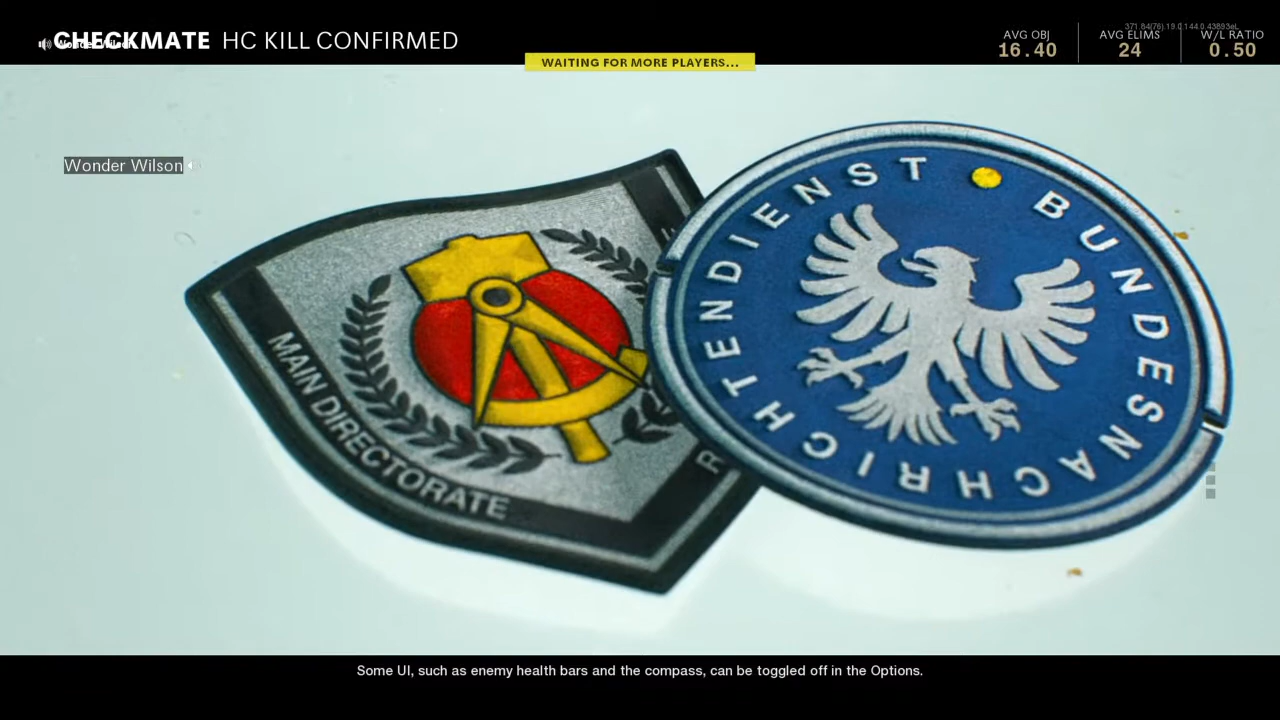 CHECKMATE HC KILL CONFIRMED
AVG OBJ
16.40
AVG ELIMS
24
W/L RATIO
0.50
WAITING FOR MORE PLAYERS...
Wonder Wilson
MAIN DIRECTORATE
R
BUNDESNACHRICHTENDIENST
Some UI, such as enemy health bars and the compass, can be toggled off in the Options.